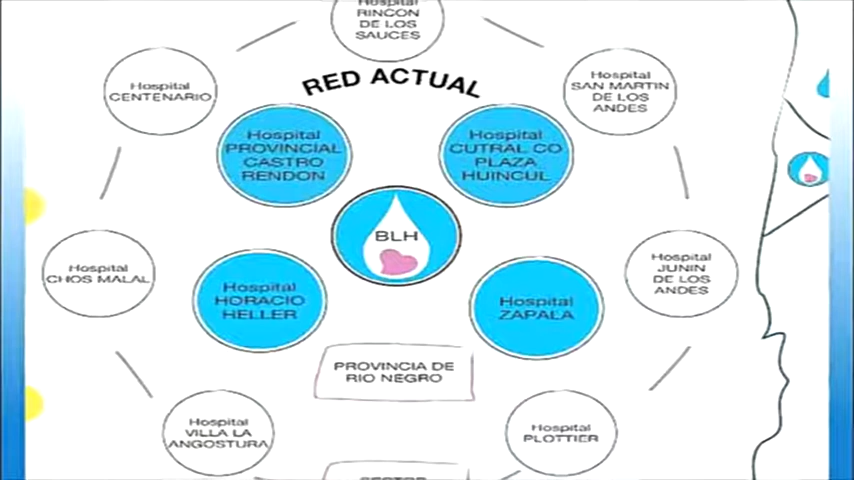 Hospital
RINCON
DE LOS
SAUCES
RED ACTUAL
Hospital
CENTENARIO
Hospital
SAN MARTIN
DE LOS
ANDES
Hospital
PROVINCIAL
CASTRO
RENDON
Hospital
CUTRAL CO
PLAZA
HUINCUL
BLH
Hospital
CHOS MALAL
Hospital
JUNIN
DE LOS
ANDES
Hospital
HORACIO
HELLER
Hospital
ZAPALA
PROVINCIA DE
RIO NEGRO
Hospital
VILLA LA
ANGOSTURA
Hospital
PLOTTIER